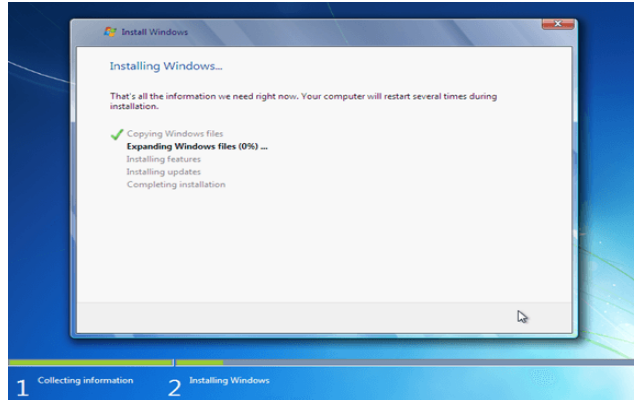 Install Windows
Installing Windows...
That's all the information we need right now. Your computer will restart several times during
installation.
Copying Windows files
Expanding Windows files (0%) ...
Installing features
Installing updates
Completing installation
1 Collecting information 2 Installing Windows